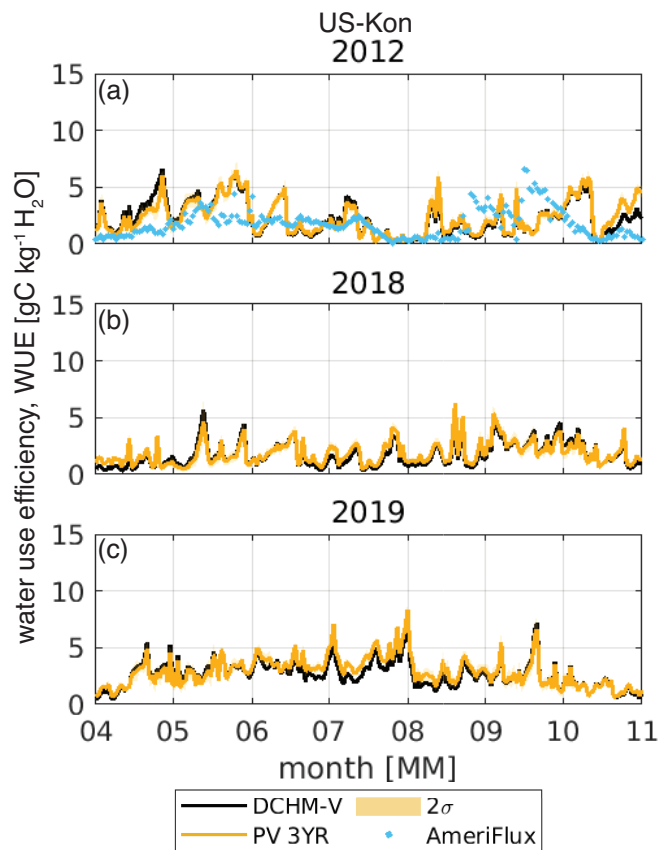 US-Kon
2012
15
(a)
10
5
0
2018
15
(b)
10
5
0
2019
15
(c)
10
5
0
04 05 06 07 08 09 10 11
month [MM]
water use efficiency, WUE [gC kg⁻¹ H₂O]
DCHM-V 2σ
PV 3YR AmeriFlux